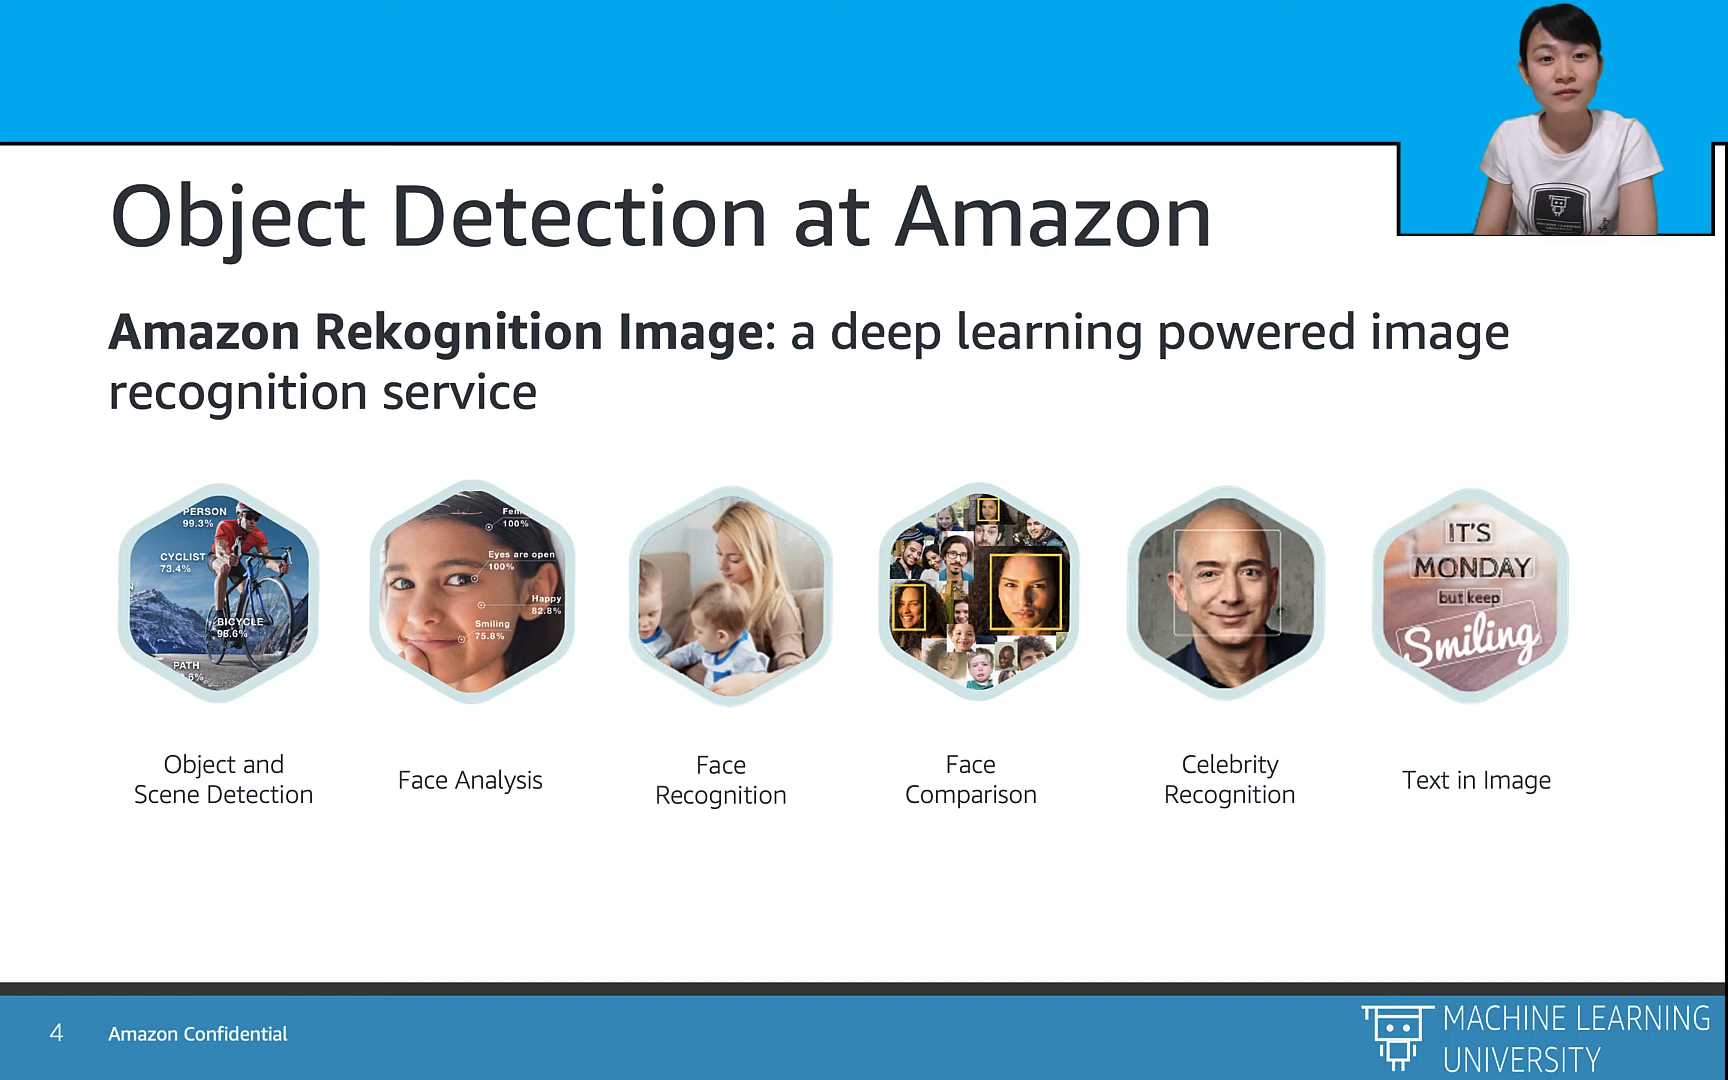 Object Detection at Amazon
Amazon Rekognition Image: a deep learning powered image
recognition service
PERSON
99.3%
CYCLIST
73.4%
BICYCLE
98.6%
PATH
.6%
100%
Eyes are open
100%
Happy
82.8%
Smiling
75.8%
IT'S
MONDAY
but keep
Smiling
Object and
Scene Detection
Face Analysis
Face
Recognition
Face
Comparison
Celebrity
Recognition
Text in Image
4
Amazon Confidential
MACHINE LEARNING
UNIVERSITY